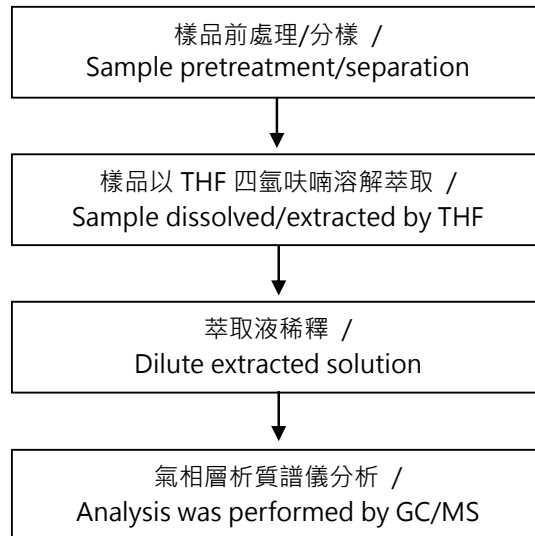 樣品前處理/分樣 /
Sample pretreatment/separation
樣品以 THF 四氫呋喃溶解萃取 /
Sample dissolved/extracted by THF
萃取液稀釋 /
Dilute extracted solution
氣相層析質譜儀分析 /
Analysis was performed by GC/MS